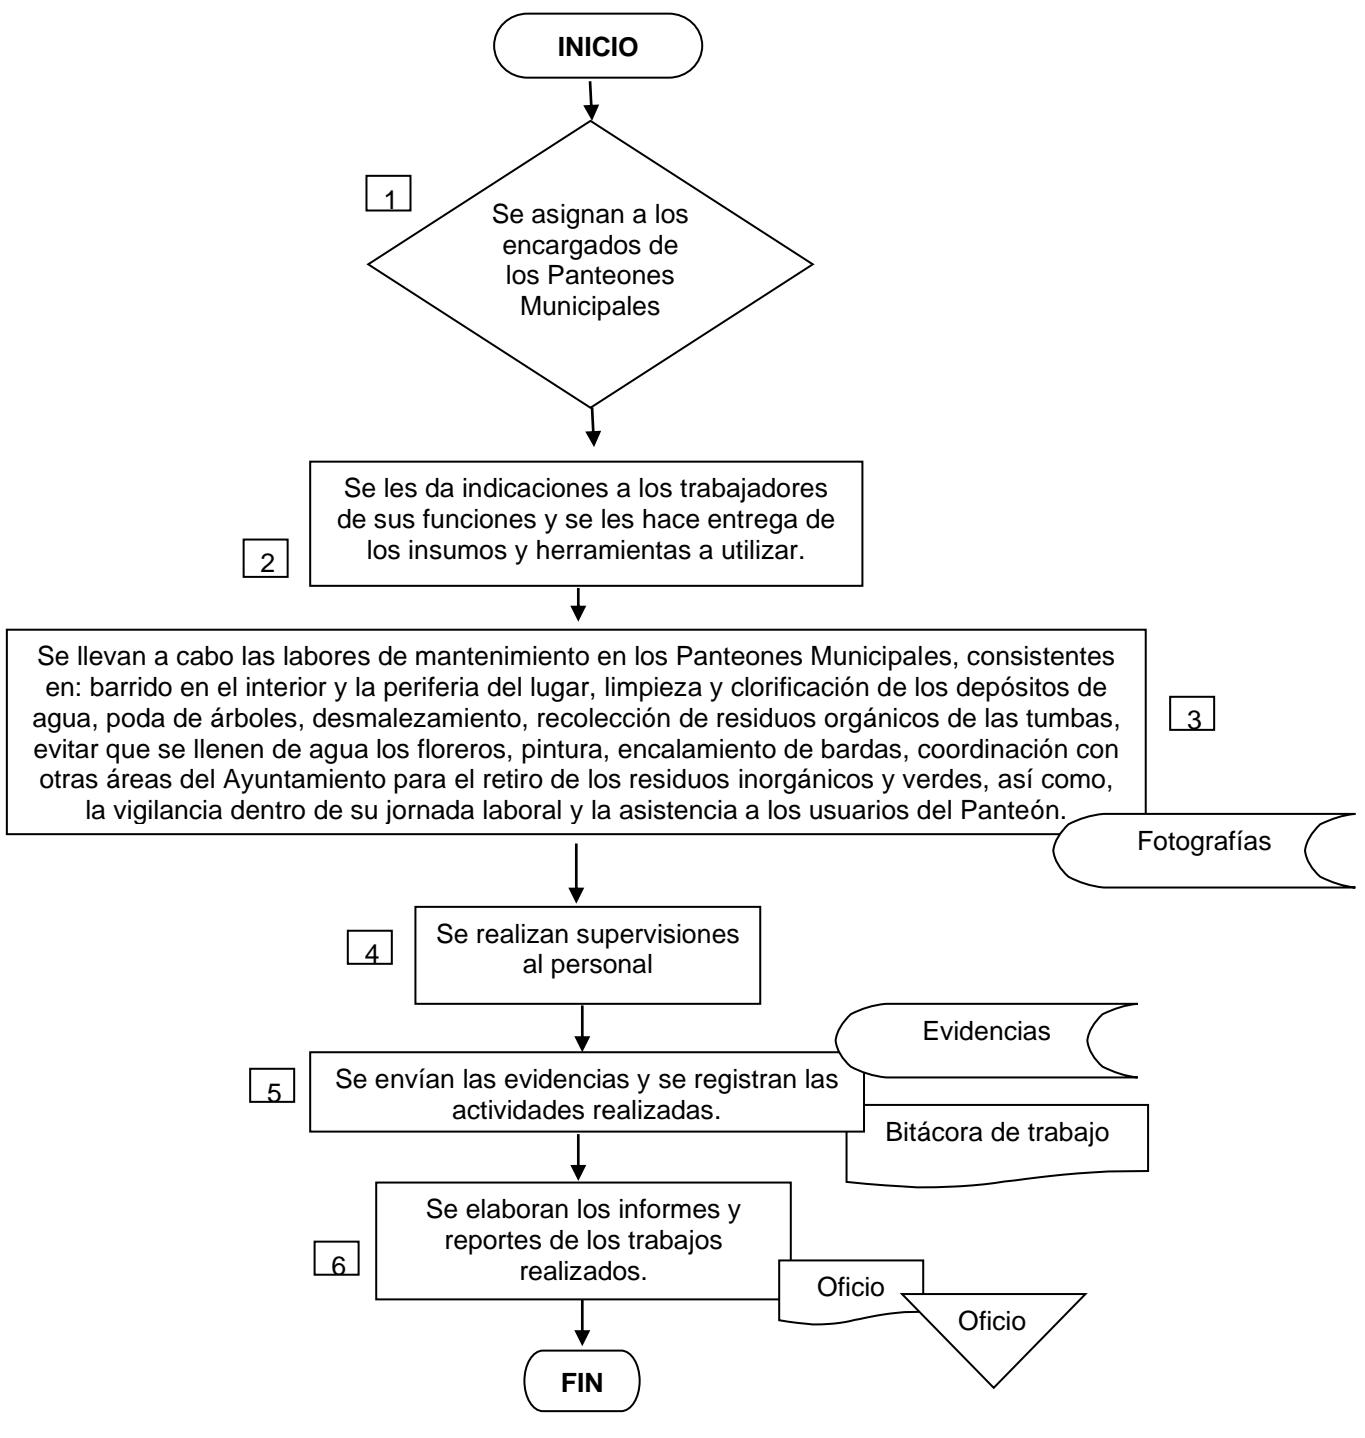 INICIO
1
Se asignan a los
encargados de
los Panteones
Municipales
Se les da indicaciones a los trabajadores
de sus funciones y se les hace entrega de
los insumos y herramientas a utilizar.
2
Se llevan a cabo las labores de mantenimiento en los Panteones Municipales, consistentes
en: barrido en el interior y la periferia del lugar, limpieza y clorificación de los depósitos de
agua, poda de árboles, desmalezamiento, recolección de residuos orgánicos de las tumbas,
evitar que se llenen de agua los floreros, pintura, encalamiento de bardas, coordinación con
otras áreas del Ayuntamiento para el retiro de los residuos inorgánicos y verdes, así como,
la vigilancia dentro de su jornada laboral y la asistencia a los usuarios del Panteón.
3
Fotografías
4
Se realizan supervisiones
al personal
Evidencias
5
Se envían las evidencias y se registran las
actividades realizadas.
Bitácora de trabajo
6
Se elaboran los informes y
reportes de los trabajos
realizados.
Oficio
Oficio
FIN